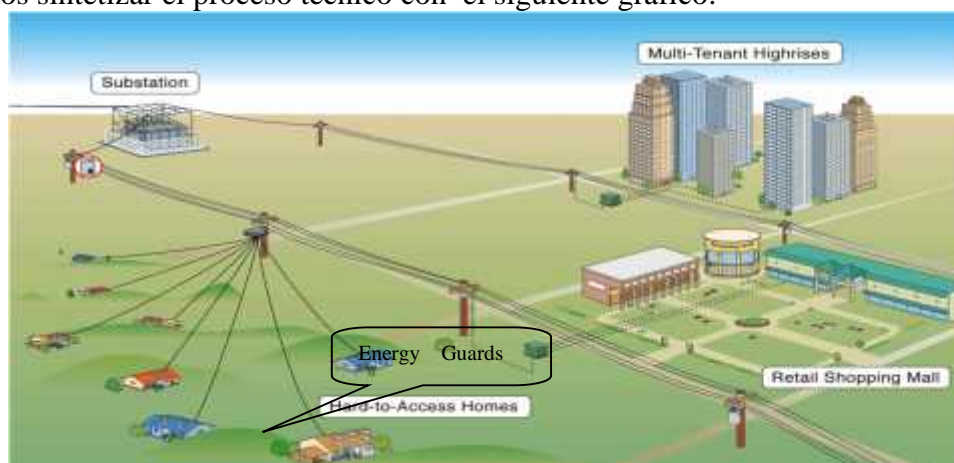 os sintetizar el proceso técnico con el siguiente gráfico:
Multi-Tenant Highrises
Substation
Energy Guards
Retail Shopping Mall
Hard-to-Access Homes